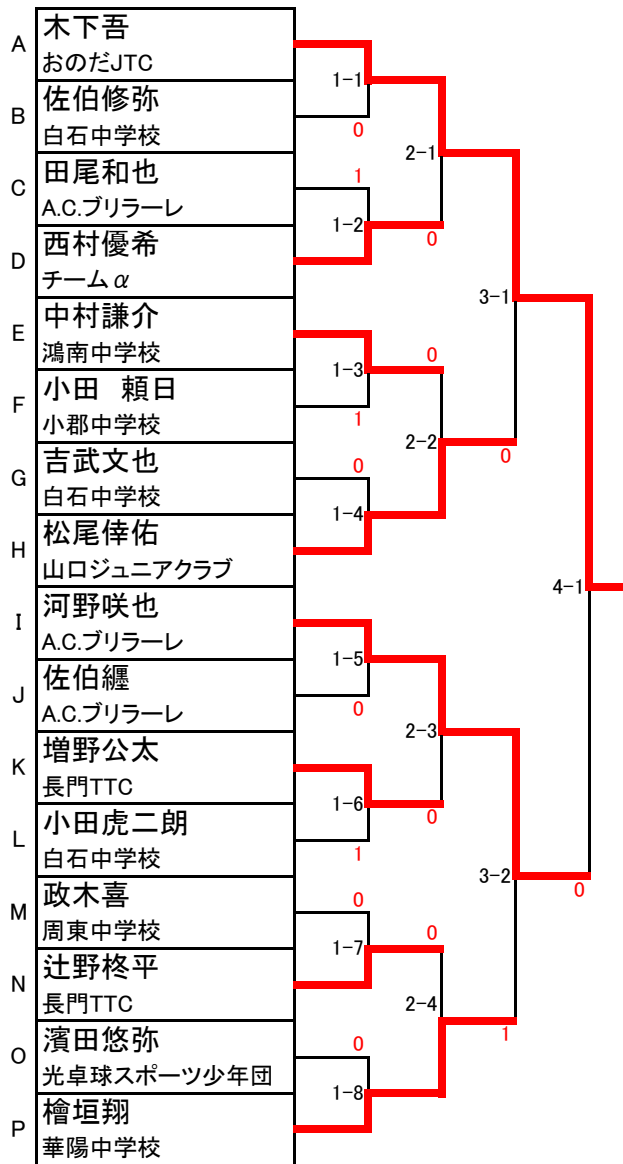 A
木下吾
おのだJTC
1-1
B
佐伯修弥
白石中学校
0
2-1
C
田尾和也
A.C.ブリラーレ
1
1-2
0
D
西村優希
チームα
3-1
E
中村謙介
鴻南中学校
1-3
0
F
小田　頼日
小郡中学校
1
2-2
0
G
吉武文也
白石中学校
0
1-4
H
松尾倖佑
山口ジュニアクラブ
4-1
I
河野咲也
A.C.ブリラーレ
1-5
J
佐伯纒
A.C.ブリラーレ
0
2-3
K
増野公太
長門TTC
1-6
0
L
小田虎二朗
白石中学校
1
3-2
0
M
政木喜
周東中学校
0
1-7
0
N
辻野柊平
長門TTC
2-4
1
O
濱田悠弥
光卓球スポーツ少年団
0
1-8
P
檜垣翔
華陽中学校